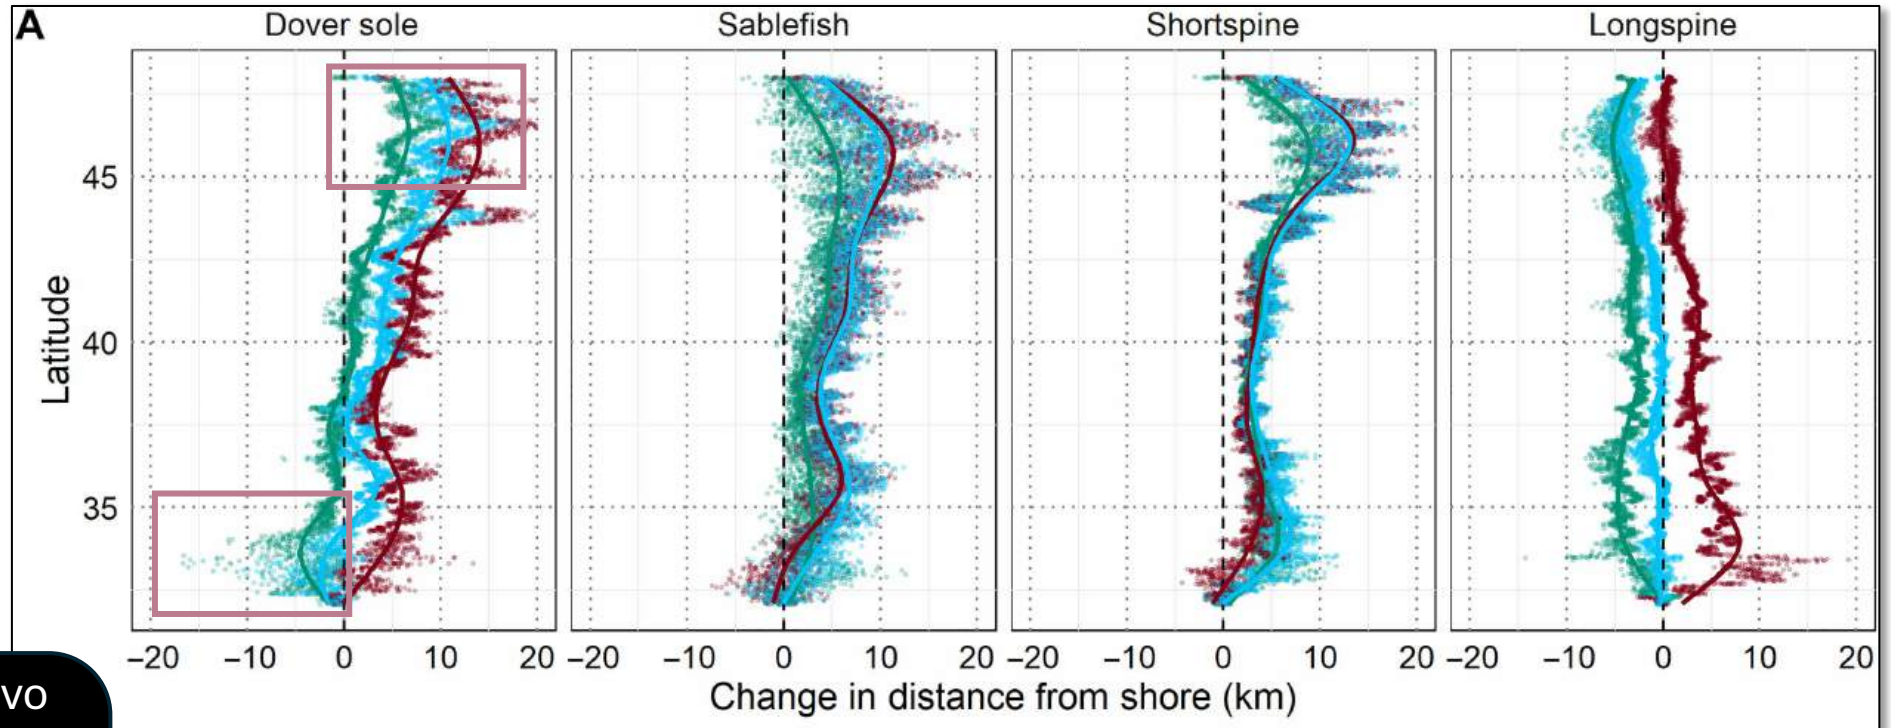 A
Dover sole Sablefish Shortspine Longspine
45
40
35
Latitude
−20 −10 0 10 20 −20 −10 0 10 20 −20 −10 0 10 20 −20 −10 0 10 20
Change in distance from shore (km)
vo